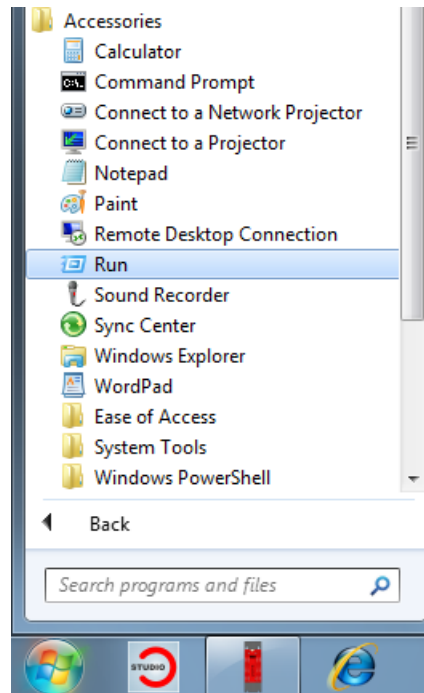 Accessories
Calculator
C:\.
Command Prompt
Connect to a Network Projector
Connect to a Projector
Notepad
Paint
Remote Desktop Connection
Run
Sound Recorder
Sync Center
Windows Explorer
WordPad
Ease of Access
System Tools
Windows PowerShell
Back
Search programs and files
STUDIO